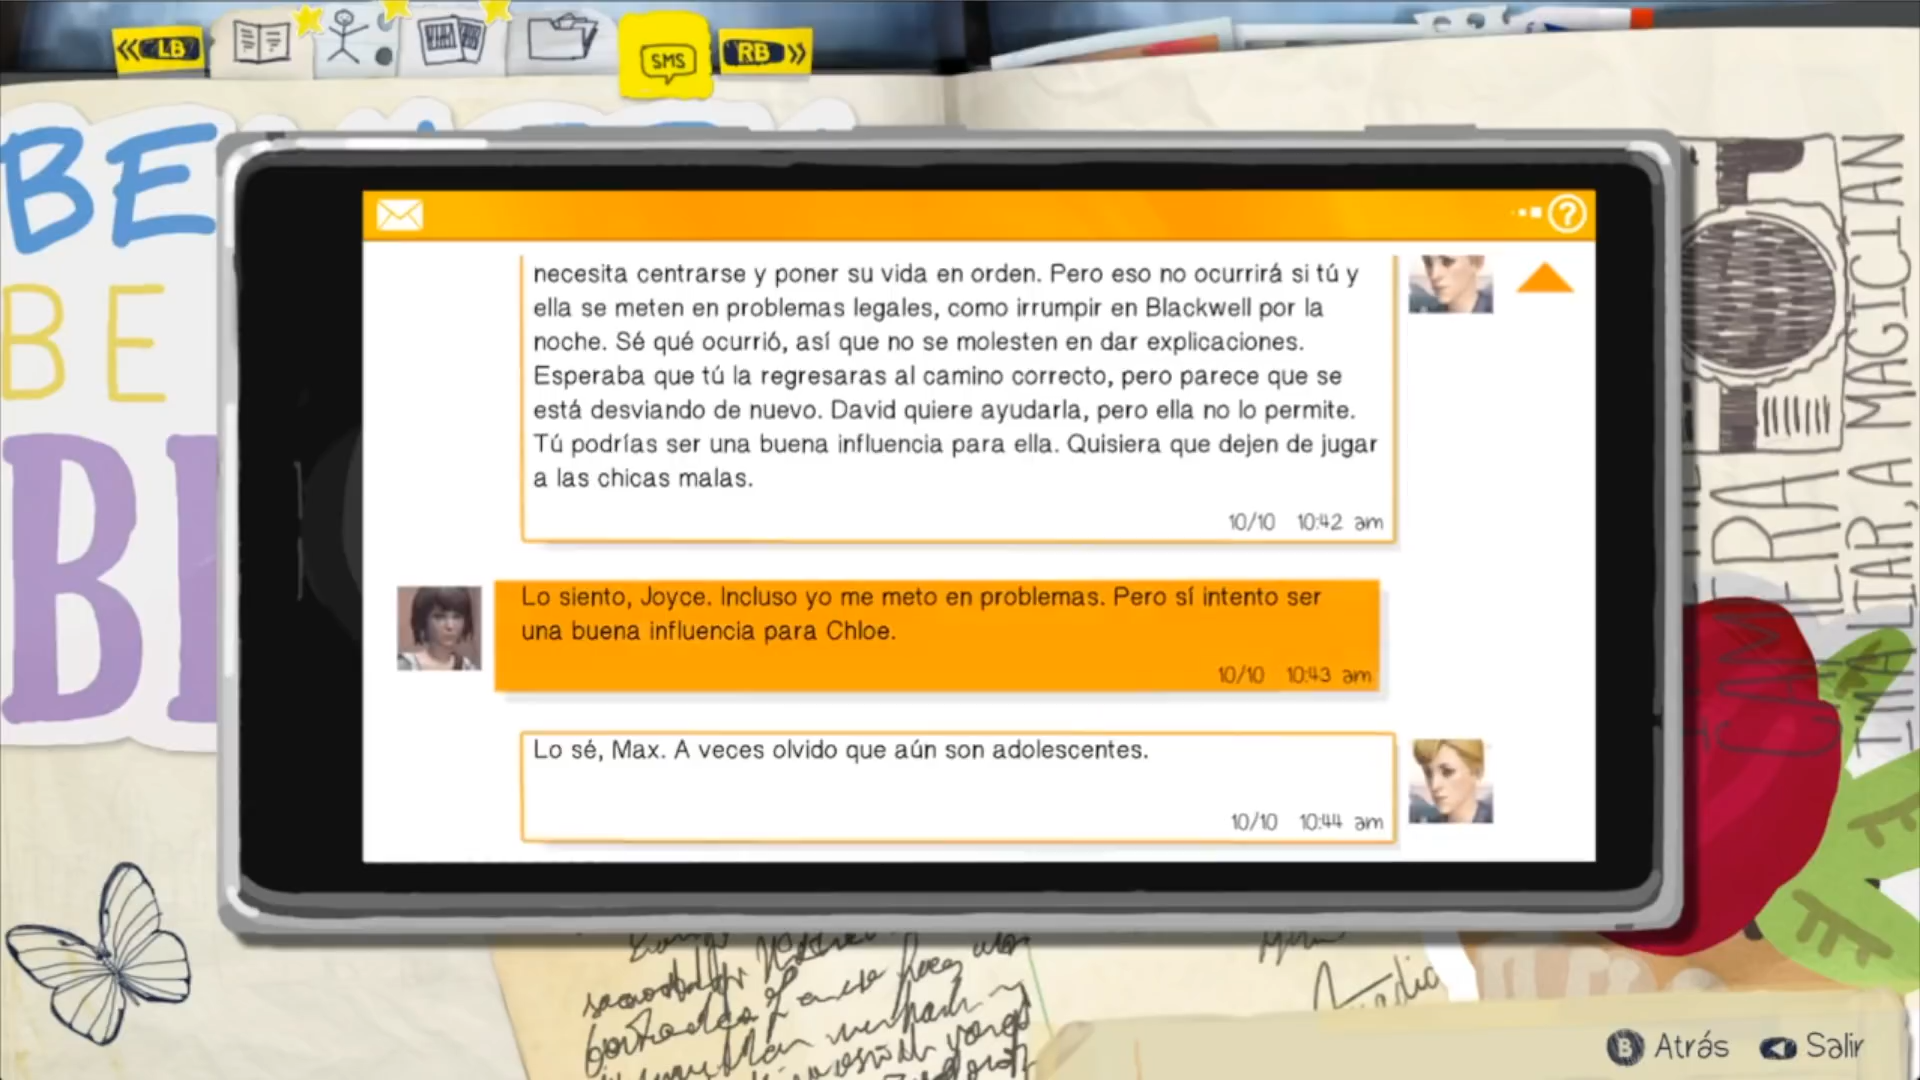 LB
SMS
RB
BE
BE
necesita centrarse y poner su vida en orden. Pero eso no ocurrirá si tú y
ella se meten en problemas legales, como irrumpir en Blackwell por la
noche. Sé qué ocurrió, así que no se molesten en dar explicaciones.
Esperaba que tú la regresaras al camino correcto, pero parece que se
está desviando de nuevo. David quiere ayudarla, pero ella no lo permite.
Tú podrías ser una buena influencia para ella. Quisiera que dejen de jugar
a las chicas malas.
10/10 10:42 am
Lo siento, Joyce. Incluso yo me meto en problemas. Pero sí intento ser
una buena influencia para Chloe.
10/10 10:43 am
Lo sé, Max. A veces olvido que aún son adolescentes.
10/10 10:44 am
A MAGICIAN
B Atrás
Salir